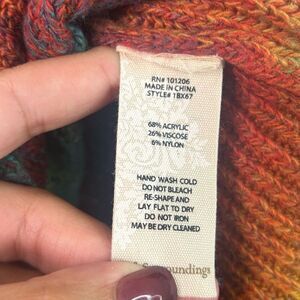 RN# 101206
MADE IN CHINA
STYLE# 1BX67
68% ACRYLIC
26% VISCOSE
6% NYLON
HAND WASH COLD
DO NOT BLEACH
RE-SHAPE AND
LAY FLAT TO DRY
DO NOT IRON
MAY BE DRY CLEANED